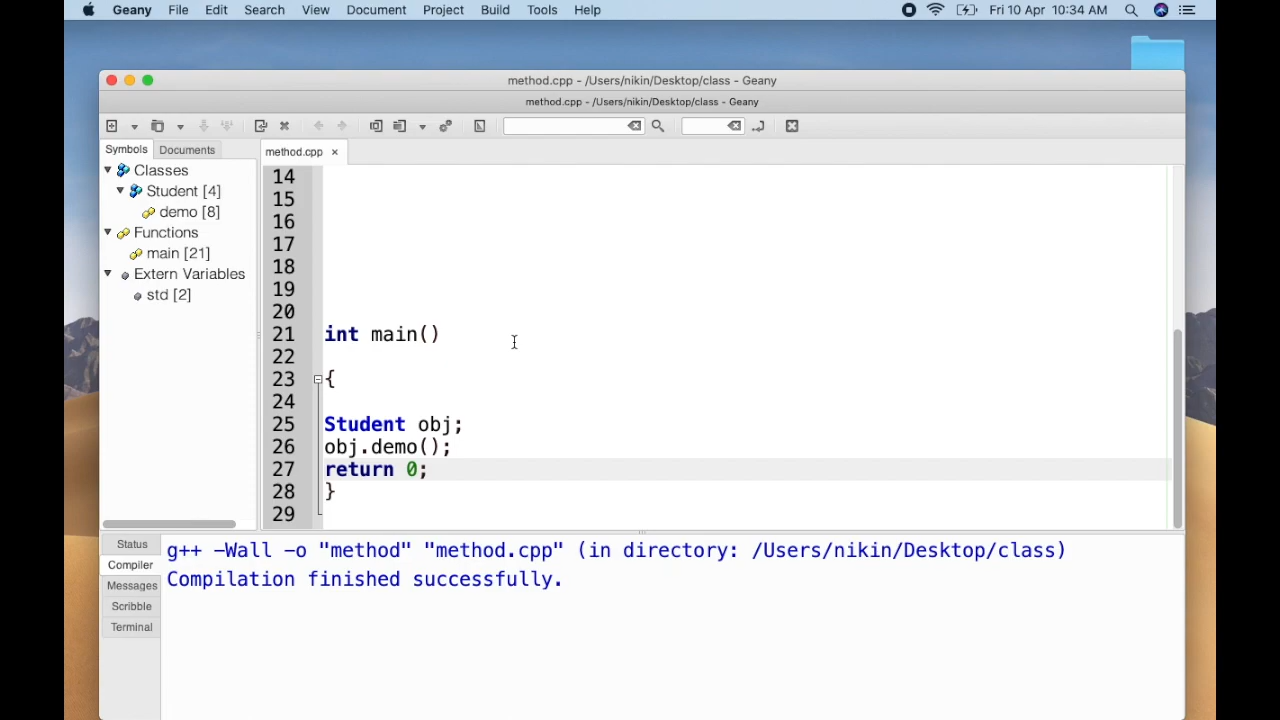 Geany File Edit Search View Document Project Build Tools Help Fri 10 Apr 10:34 AM
method.cpp - /Users/nikin/Desktop/class - Geany
method.cpp - /Users/nikin/Desktop/class - Geany
Symbols Documents
method.cpp ×
Classes
Student [4]
demo [8]
Functions
main [21]
Extern Variables
std [2]
14
15
16
17
18
19
20
21 int main()
22
23 {
24
25 Student obj;
26 obj.demo();
27 return 0;
28 }
29
Status
Compiler
Messages
Scribble
Terminal
g++ -Wall -o "method" "method.cpp" (in directory: /Users/nikin/Desktop/class)
Compilation finished successfully.